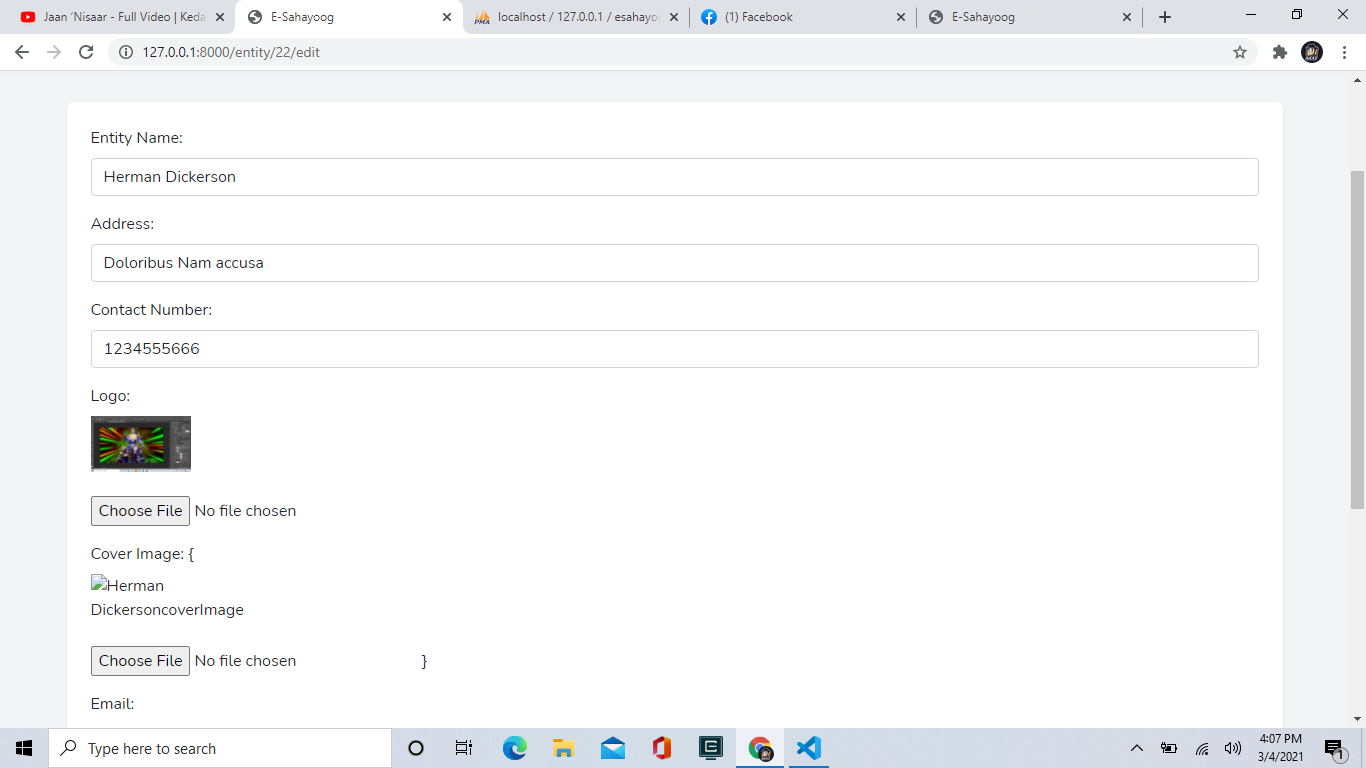 Jaan 'Nisaar - Full Video | Keda
E-Sahayoog
localhost / 127.0.0.1 / esahayoo
(1) Facebook
E-Sahayoog
127.0.0.1:8000/entity/22/edit
Entity Name:
Herman Dickerson
Address:
Doloribus Nam accusa
Contact Number:
1234555666
Logo:
Choose File No file chosen
Cover Image: {
Herman
DickersoncoverImage
Choose File No file chosen }
Email:
Type here to search
4:07 PM
3/4/2021
1